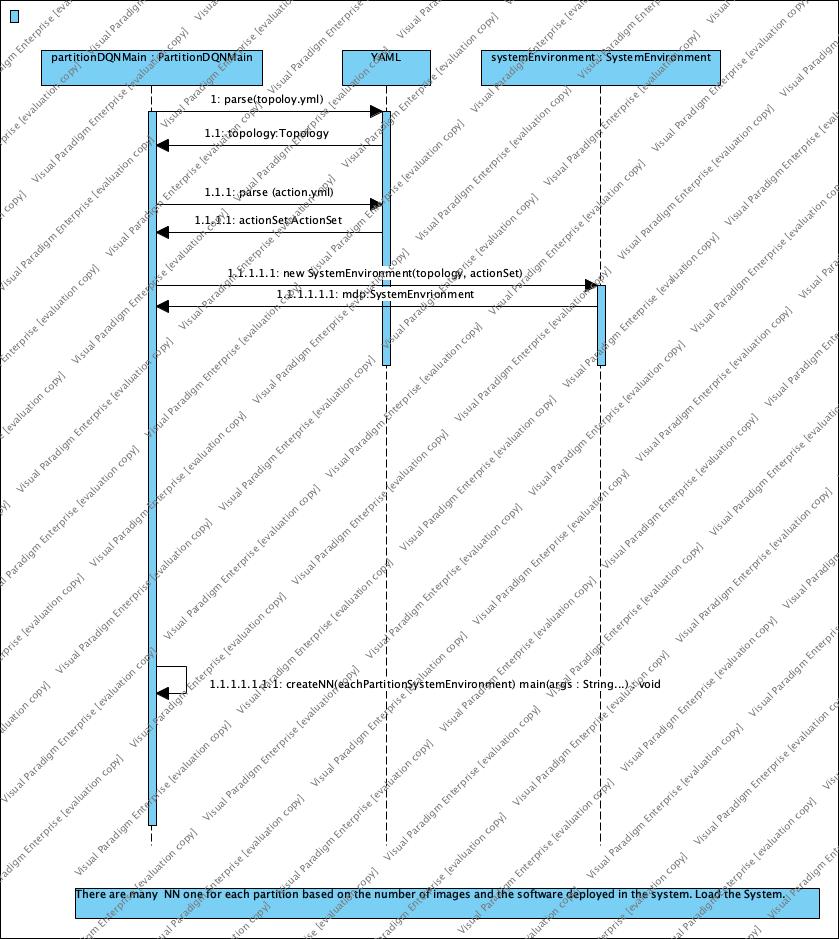 partitionDQNMain : PartitionDQNMain
YAML
systemEnvironment : SystemEnvironment
1: parse(topoloy.yml)
1.1: topology:Topology
1.1.1: parse (action.yml)
1.1.1.1: actionSet:ActionSet
1.1.1.1.1: new SystemEnvironment(topology, actionSet)
1.1.1.1.1.1: mdp:SystemEnvrionment
1.1.1.1.1.1.1: createNN(eachPartitionSystemEnvironment) main(args : String...) : void
There are many NN one for each partition based on the number of images and the software deployed in the system. Load the System.
Visual Paradigm Enterprise [evaluation copy]